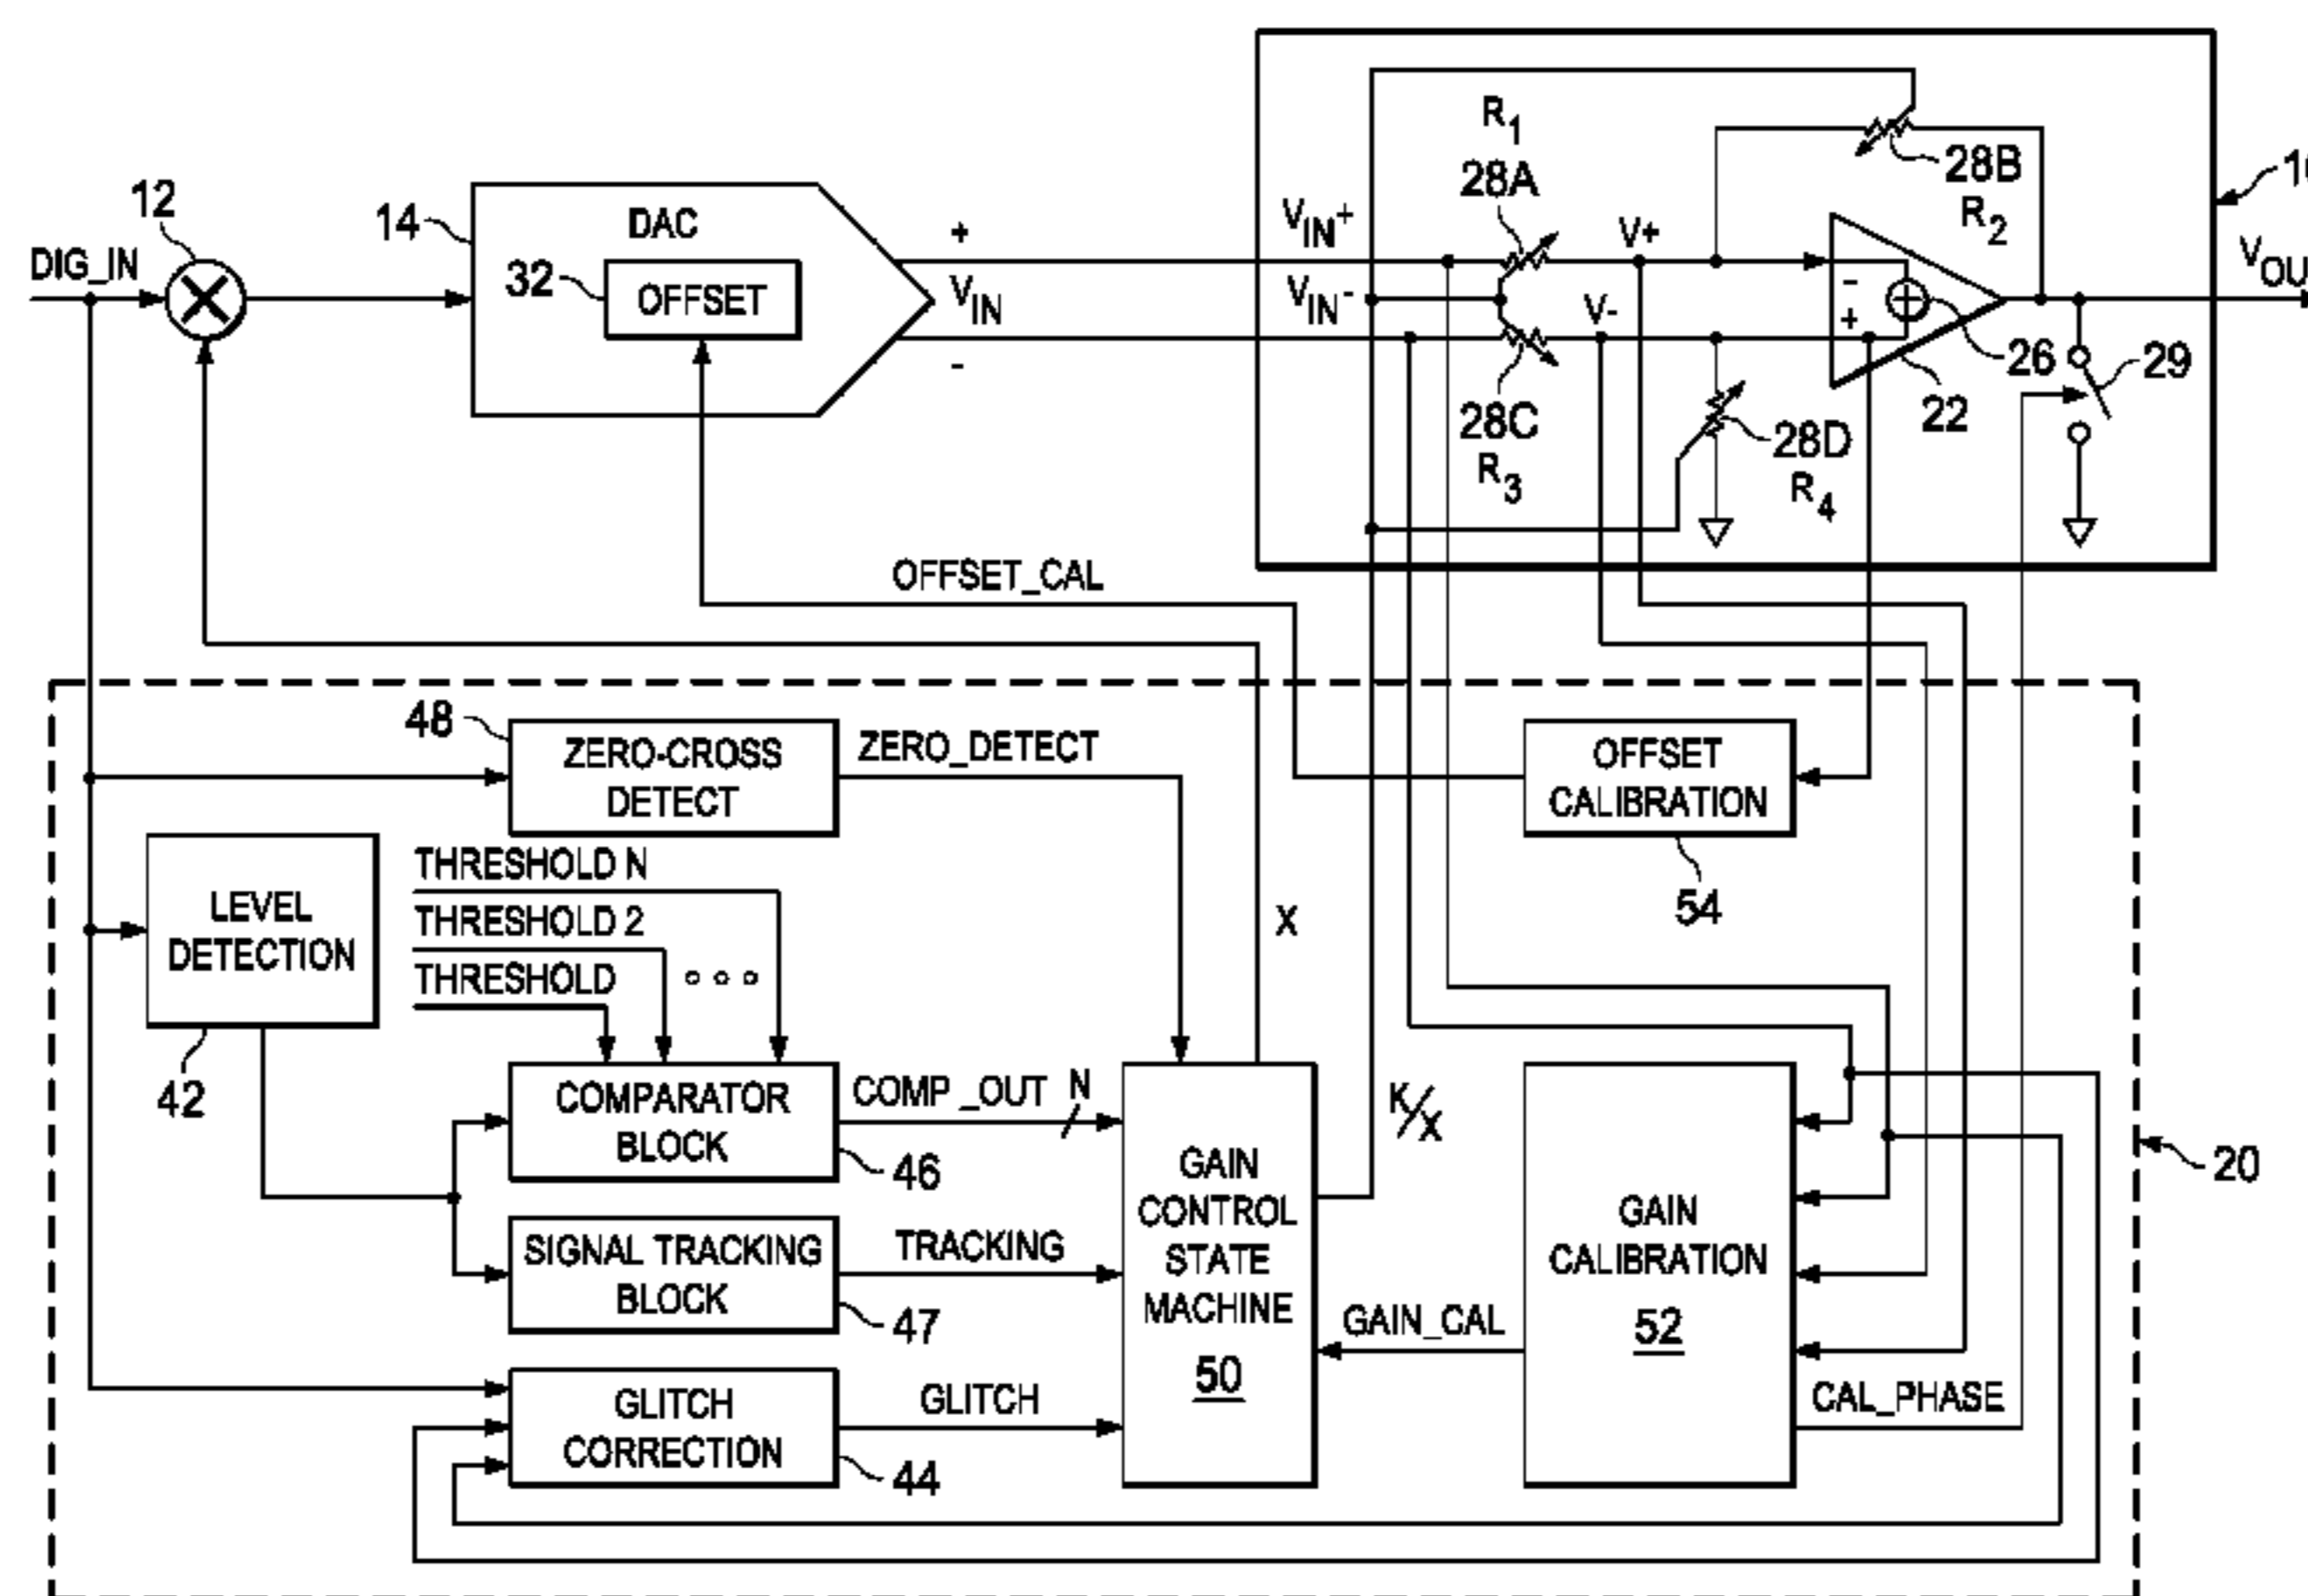 DIG_IN
12
14
DAC
32
OFFSET
+
VIN
-
VIN+
VIN-
R1
28A
V+
V-
28C
R3
28B
R2
-
+
26
22
28D
R4
29
VOU
OFFSET_CAL
48
ZERO-CROSS
DETECT
ZERO_DETECT
OFFSET
CALIBRATION
54
LEVEL
DETECTION
42
THRESHOLD N
THRESHOLD 2
THRESHOLD
X
COMPARATOR
BLOCK
46
COMP_OUT N
K/X
SIGNAL TRACKING
BLOCK
47
TRACKING
GAIN
CONTROL
STATE
MACHINE
50
GAIN
CALIBRATION
52
GAIN_CAL
CAL_PHASE
GLITCH
CORRECTION
44
GLITCH
20